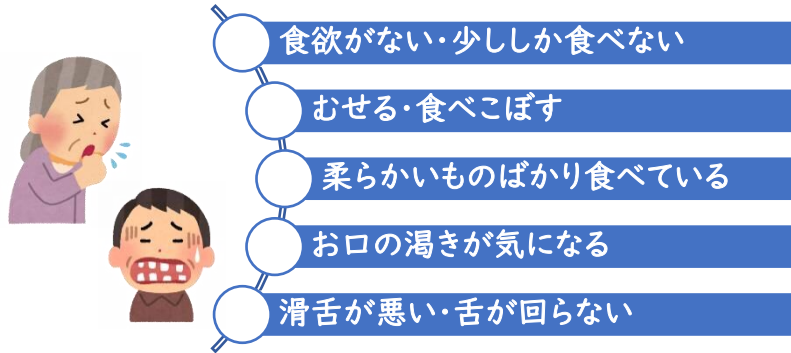 食欲がない・少ししか食べない
むせる・食べこぼす
柔らかいものばかり食べている
お口の渇きが気になる
滑舌が悪い・舌が回らない